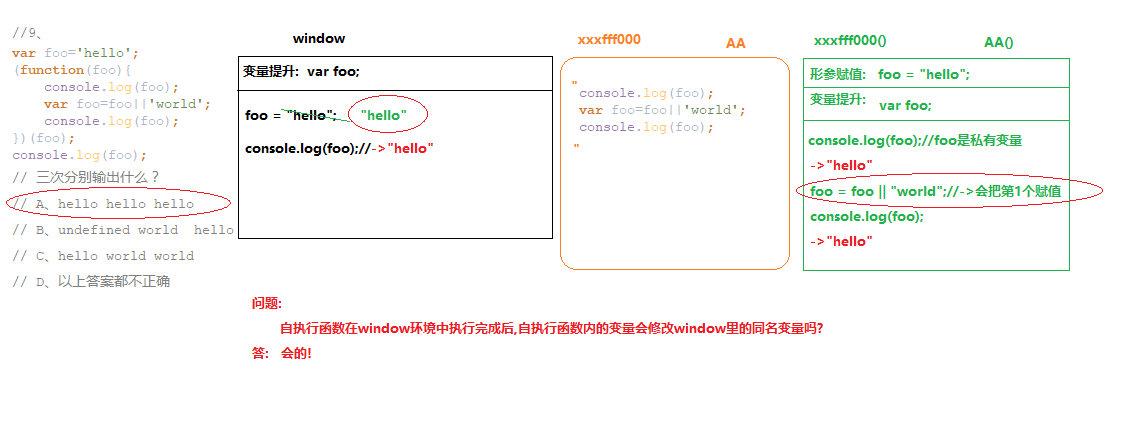 //9、
var foo='hello';
(function(foo){
console.log(foo);
var foo=foo||'world';
console.log(foo);
})(foo);
console.log(foo);
// 三次分别输出什么？
// A、hello hello hello
// B、undefined world  hello
// C、hello world world
// D、以上答案都不正确
window
变量提升: var foo;
foo = "hello"; "hello"
console.log(foo);//->"hello"
xxxfff000 AA
"
console.log(foo);
var foo=foo||'world';
console.log(foo);
"
xxxfff000() AA()
形参赋值: foo = "hello";
变量提升: var foo;
console.log(foo);//foo是私有变量
->"hello"
foo = foo || "world";//->会把第1个赋值
console.log(foo);
->"hello"
问题:
自执行函数在window环境中执行完成后,自执行函数内的变量会修改window里的同名变量吗?
答: 会的!